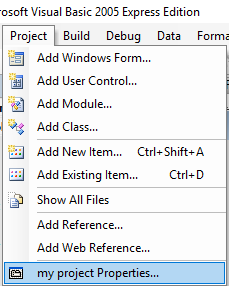 rosoft Visual Basic 2005 Express Edition
Project Build Debug Data Forma
Add Windows Form...
Add User Control...
Add Module...
Add Class...
Add New Item... Ctrl+Shift+A
Add Existing Item... Ctrl+D
Show All Files
Add Reference...
Add Web Reference...
my project Properties...